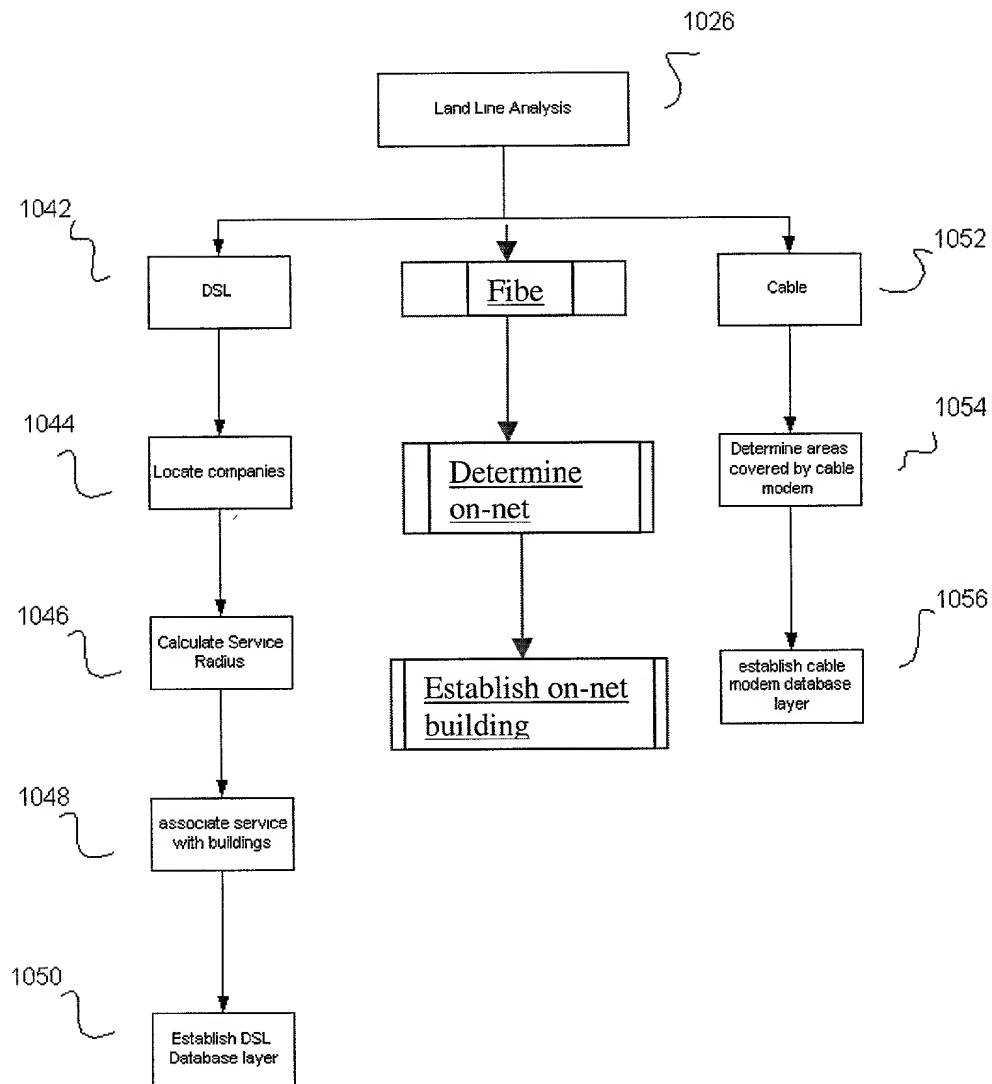 1026
Land Line Analysis
1042
1052
DSL
Fibe
Cable
1044
1054
Locate companies
Determine
on-net
Determine areas
covered by cable
modem
1046
1056
Calculate Service
Radius
Establish on-net
building
establish cable
modem database
layer
1048
associate service
with buildings
1050
Establish DSL
Database layer